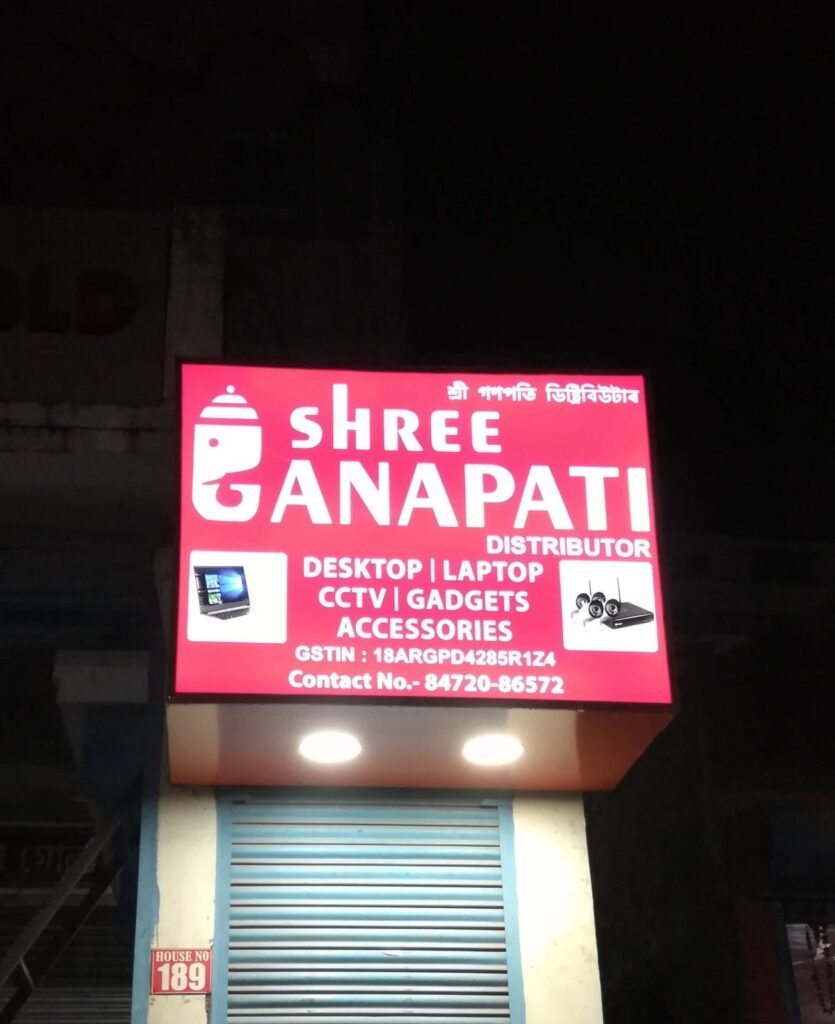 শ্রী গণপতি ডিষ্ট্ৰিবিউটাৰ
SHREE
GANAPATI
DISTRIBUTOR
DESKTOP | LAPTOP
CCTV | GADGETS
ACCESSORIES
GSTIN : 18ARGPD4285R1Z4
Contact No.- 84720-86572
HOUSE NO
189